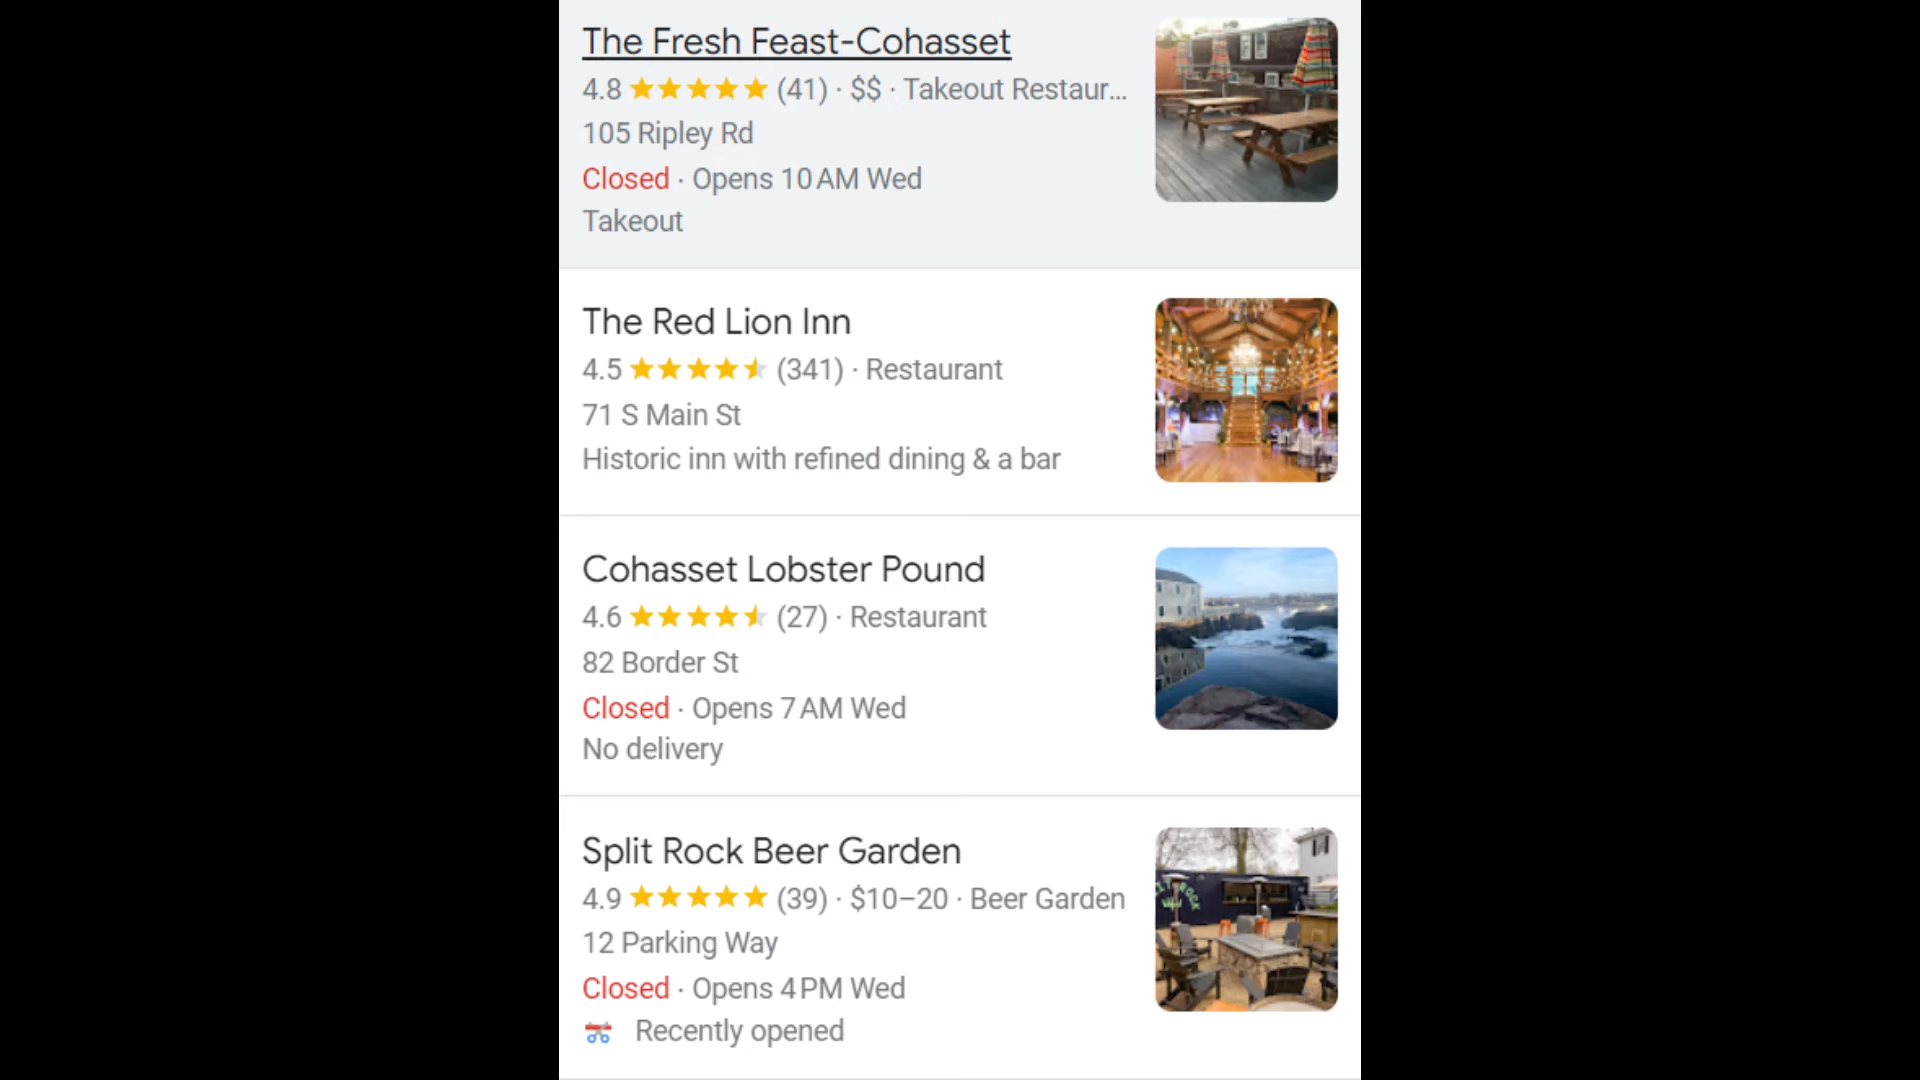 The Fresh Feast-Cohasset
4.8 (41) · $$ · Takeout Restaur...
105 Ripley Rd
Closed · Opens 10 AM Wed
Takeout
The Red Lion Inn
4.5 (341) · Restaurant
71 S Main St
Historic inn with refined dining & a bar
Cohasset Lobster Pound
4.6 (27) · Restaurant
82 Border St
Closed · Opens 7 AM Wed
No delivery
Split Rock Beer Garden
4.9 (39) · $10–20 · Beer Garden
12 Parking Way
Closed · Opens 4 PM Wed
Recently opened